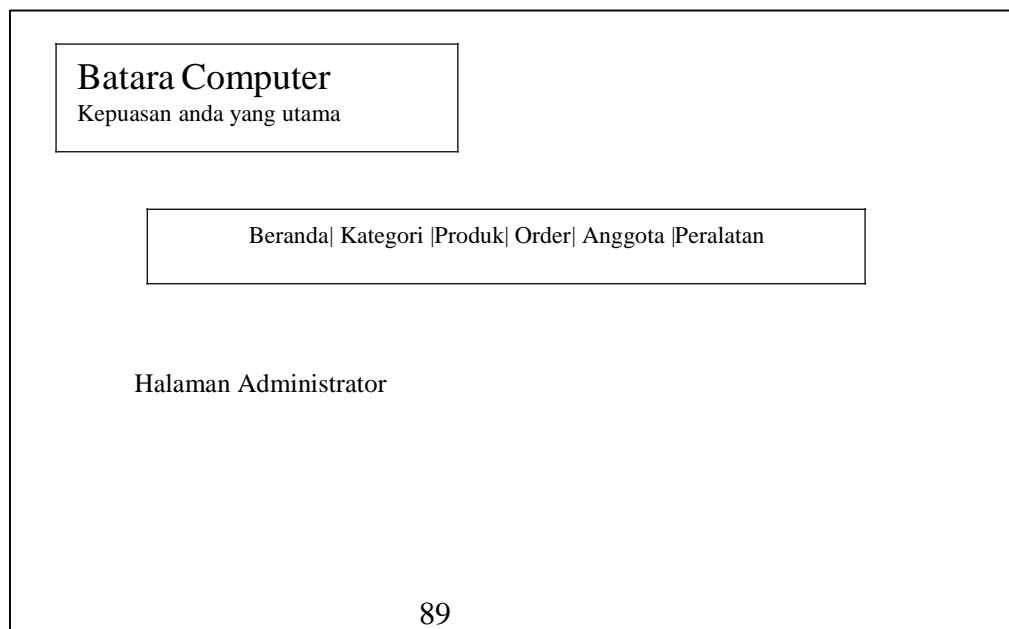 Batara Computer
Kepuasan anda yang utama
Beranda| Kategori |Produk| Order| Anggota |Peralatan
Halaman Administrator
89